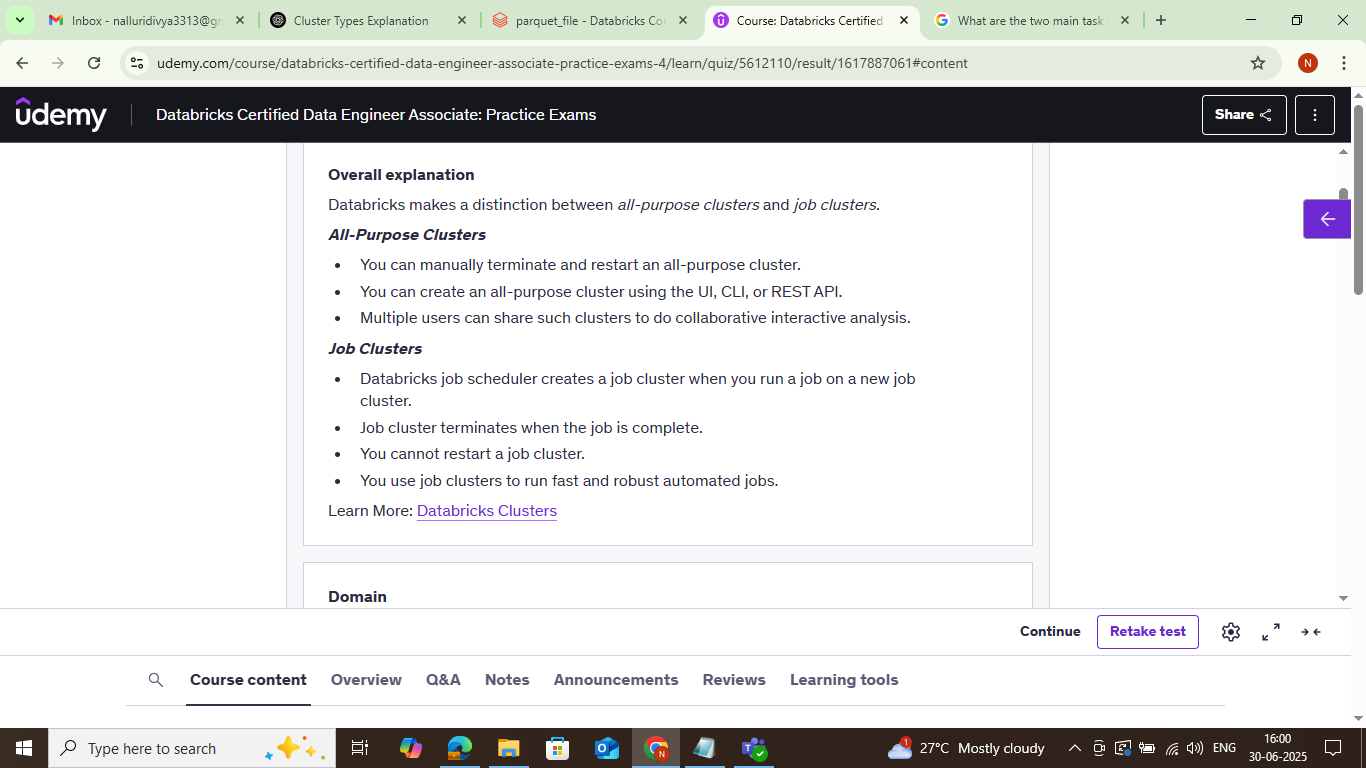 Inbox - nalluridivya3313@gm
Cluster Types Explanation
parquet_file - Databricks Co
Course: Databricks Certified
What are the two main task
udemy.com/course/databricks-certified-data-engineer-associate-practice-exams-4/learn/quiz/5612110/result/1617887061#content
N
ûdemy
Databricks Certified Data Engineer Associate: Practice Exams
Share
Overall explanation
Databricks makes a distinction between all-purpose clusters and job clusters.
All-Purpose Clusters
• You can manually terminate and restart an all-purpose cluster.
• You can create an all-purpose cluster using the UI, CLI, or REST API.
• Multiple users can share such clusters to do collaborative interactive analysis.
Job Clusters
• Databricks job scheduler creates a job cluster when you run a job on a new job
cluster.
• Job cluster terminates when the job is complete.
• You cannot restart a job cluster.
• You use job clusters to run fast and robust automated jobs.
Learn More: Databricks Clusters
Domain
Continue
Retake test
Course content
Overview
Q&A
Notes
Announcements
Reviews
Learning tools
Type here to search
1
27°C Mostly cloudy
ENG
16:00
30-06-2025